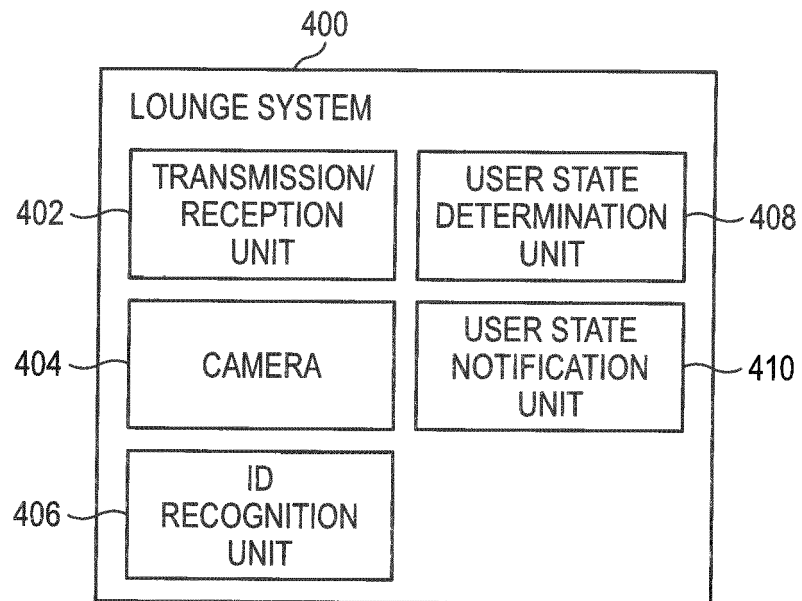 400
LOUNGE SYSTEM
402
TRANSMISSION/
RECEPTION
UNIT
USER STATE
DETERMINATION
UNIT
408
404
CAMERA
USER STATE
NOTIFICATION
UNIT
410
406
ID
RECOGNITION
UNIT